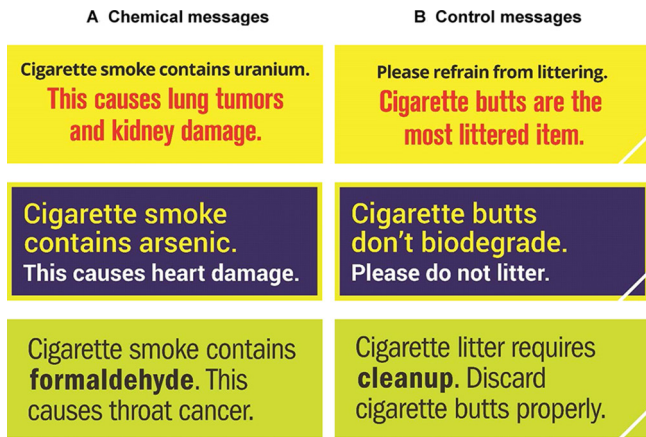 A Chemical messages
B Control messages
Cigarette smoke contains uranium.
This causes lung tumors
and kidney damage.
Please refrain from littering.
Cigarette butts are the
most littered item.
Cigarette smoke
contains arsenic.
This causes heart damage.
Cigarette butts
don't biodegrade.
Please do not litter.
Cigarette smoke contains
formaldehyde. This
causes throat cancer.
Cigarette litter requires
cleanup. Discard
cigarette butts properly.